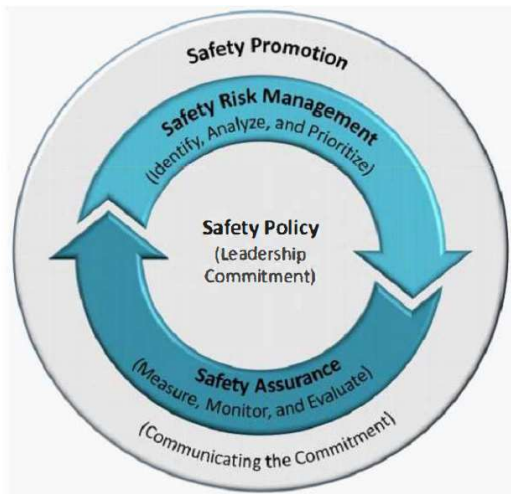 Safety Promotion
Safety Risk Management
(Identify, Analyze, and Prioritize)
Safety Policy
(Leadership
Commitment)
Safety Assurance
(Measure, Monitor, and Evaluate)
(Communicating the Commitment)